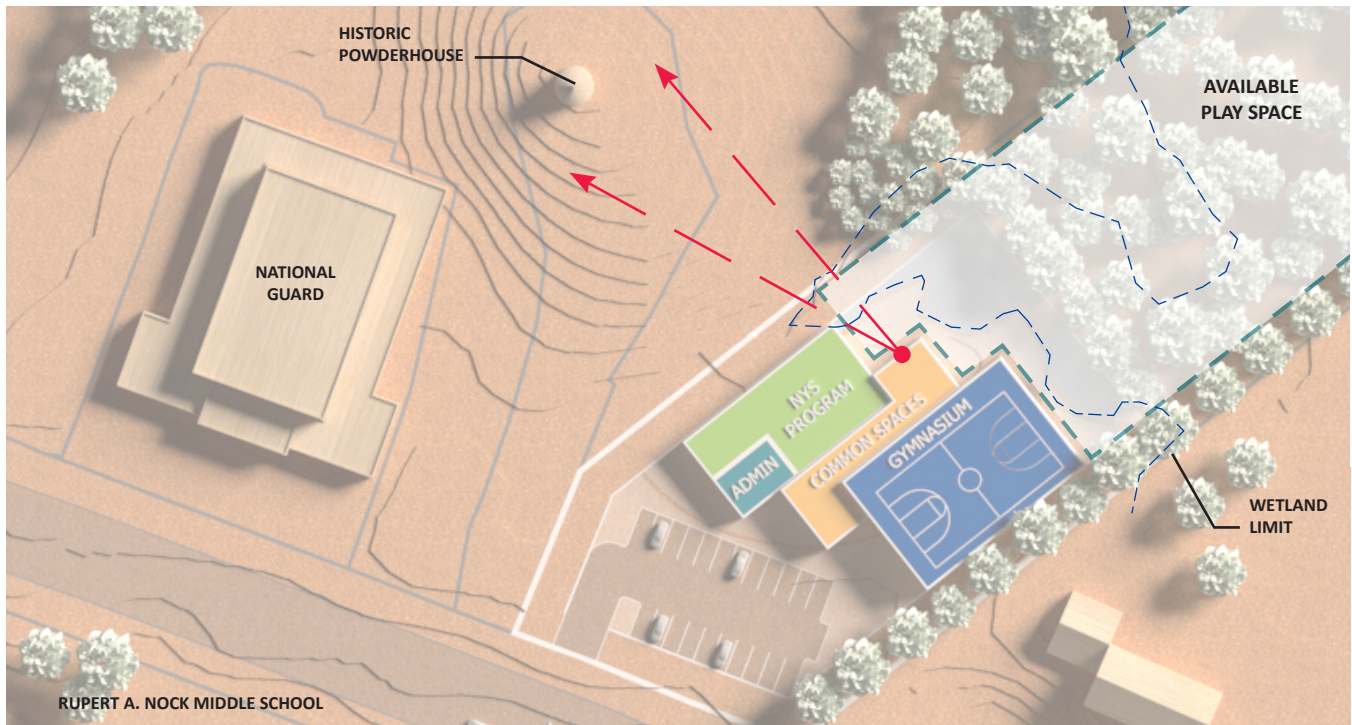 HISTORIC
POWDERHOUSE
AVAILABLE
PLAY SPACE
NATIONAL
GUARD
NYS
PROGRAM
ADMIN
COMMON SPACES
GYMNASIUM
WETLAND
LIMIT
RUPERT A. NOCK MIDDLE SCHOOL